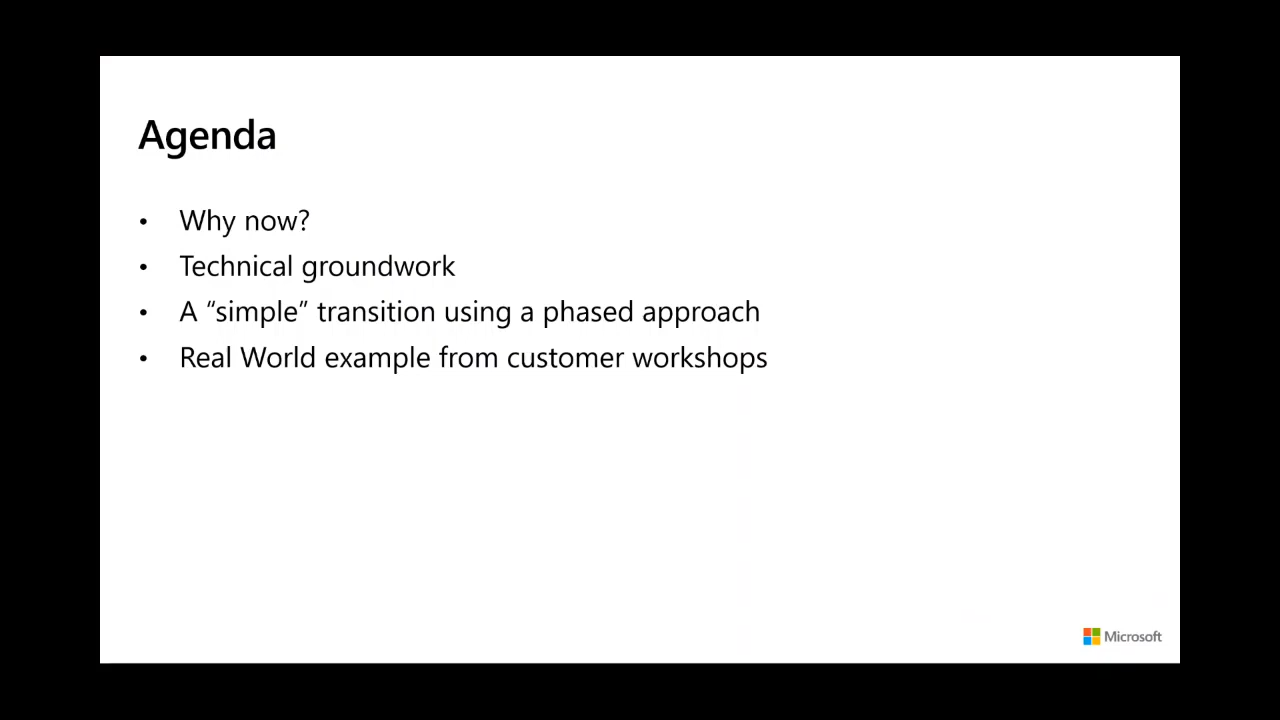 Agenda
• Why now?
• Technical groundwork
• A “simple” transition using a phased approach
• Real World example from customer workshops
Microsoft